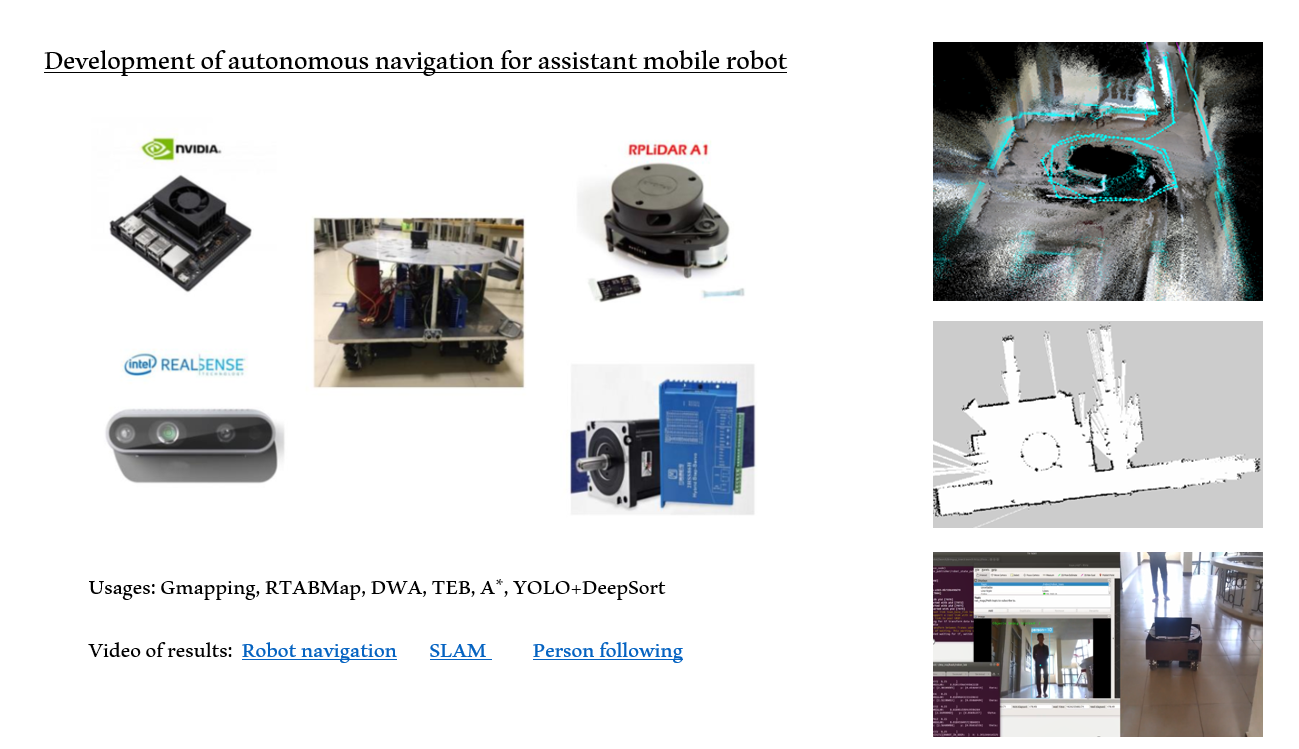 Development of autonomous navigation for assistant mobile robot
NVIDIA.
RPLiDAR A1
intel REALSENSE
TECHNOLOGY
Usages: Gmapping, RTABMap, DWA, TEB, A*, YOLO+DeepSort
Video of results: Robot navigation SLAM Person following